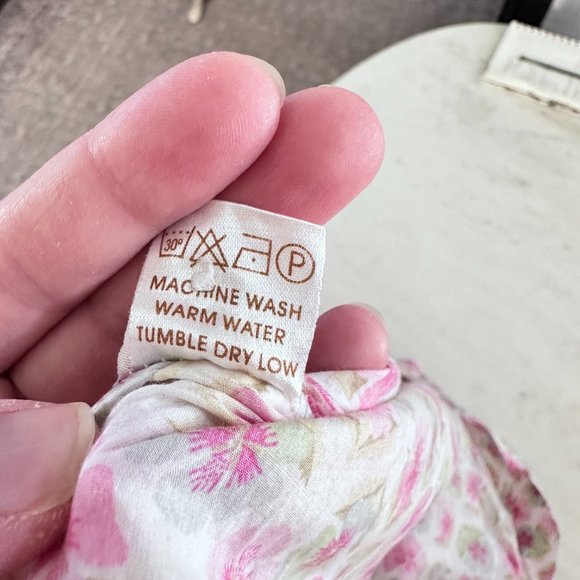 30° P
MACHINE WASH
WARM WATER
TUMBLE DRY LOW